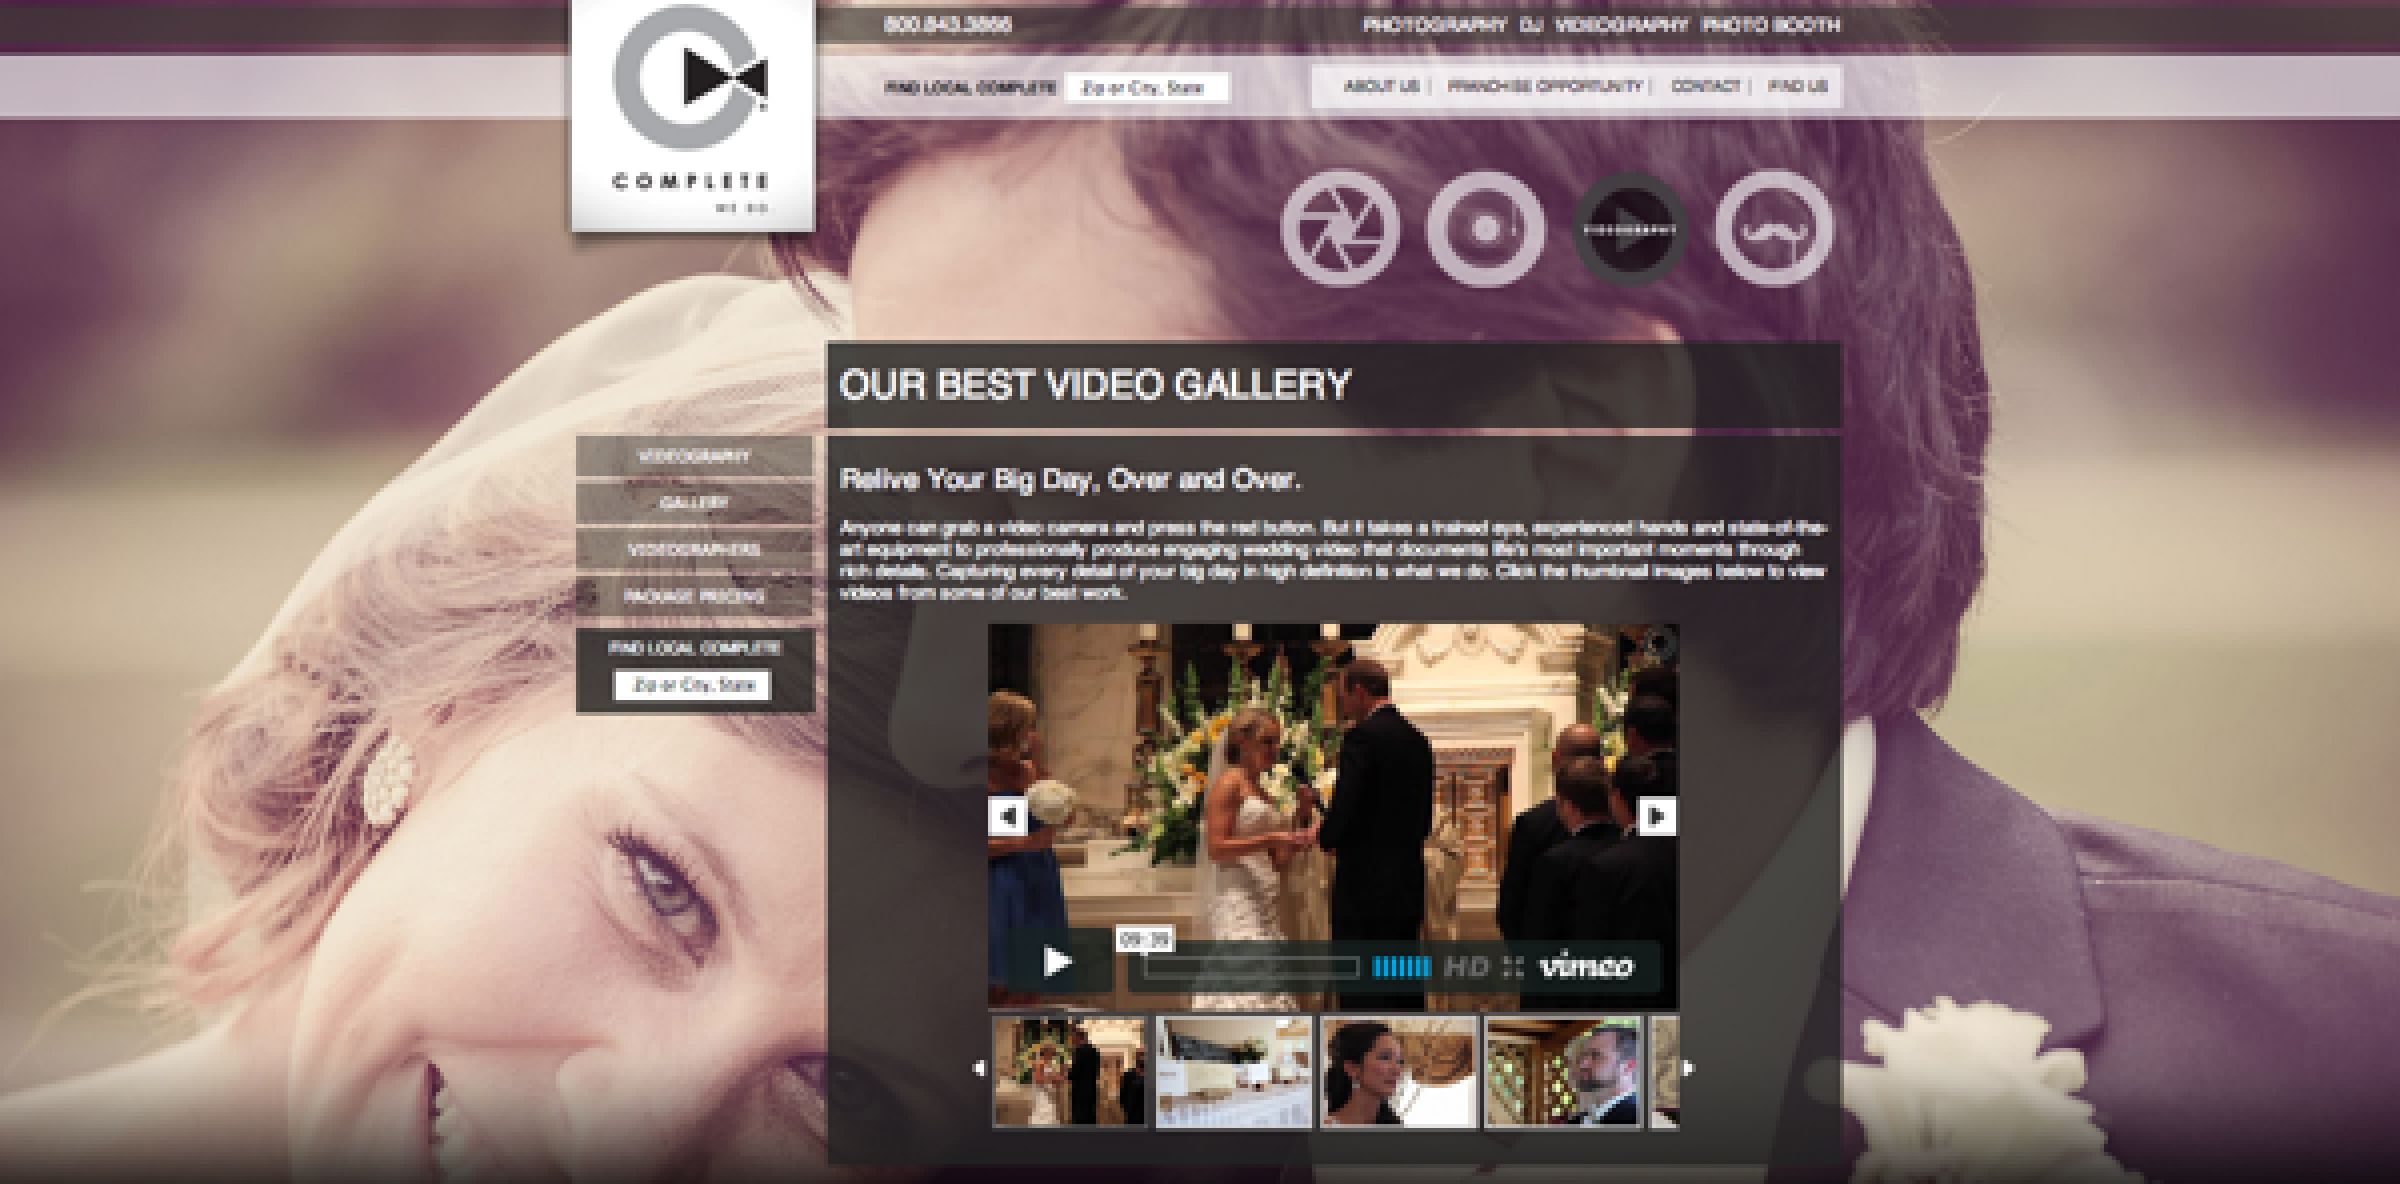 800.843.3866
PHOTOGRAPHY DJ VIDEOGRAPHY PHOTO BOOTH
FIND LOCAL COMPLETE Zip or City, State
ABOUT US | FRANCHISE OPPORTUNITY | CONTACT | FIND US
COMPLETE
WE DO.
VIDEOGRAPHY
OUR BEST VIDEO GALLERY
VIDEOGRAPHY
GALLERY
VIDEOGRAPHERS
PACKAGE PRICING
FIND LOCAL COMPLETE
Zip or City, State
Relive Your Big Day, Over and Over.
Anyone can grab a video camera and press the red button. But it takes a trained eye, experienced hands and state-of-the-
art equipment to professionally produce engaging wedding video that documents life's most important moments through
rich details. Capturing every detail of your big day in high definition is what we do. Click the thumbnail images below to view
videos from some of our best work.
09:39
HD vimeo